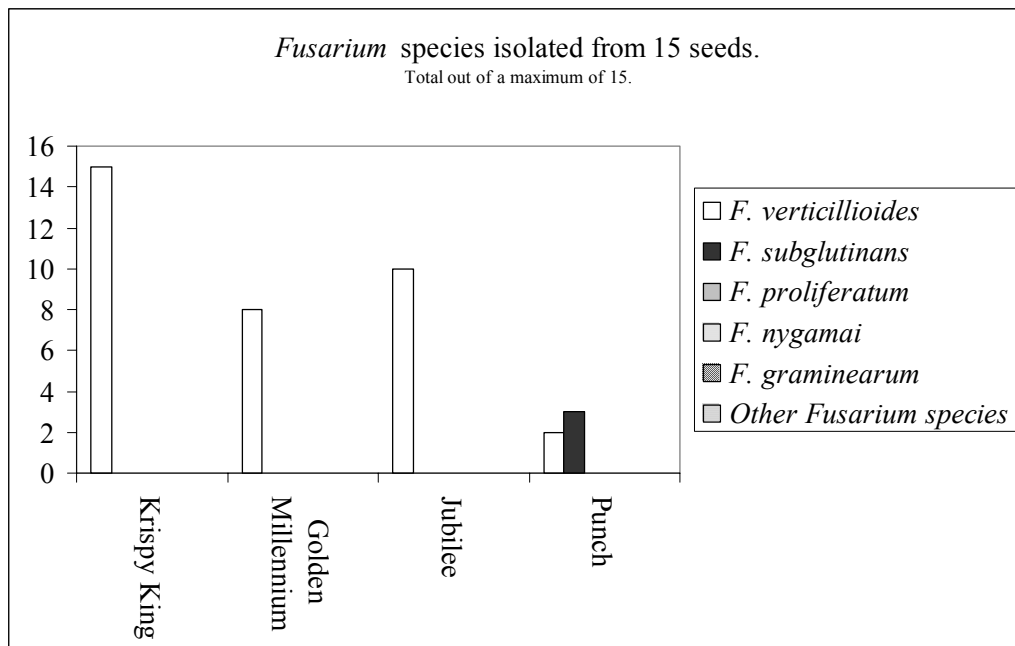 Fusarium species isolated from 15 seeds.
Total out of a maximum of 15.
16
14
12
10
8
6
4
2
0
Krispy King
Golden
Millennium
Jubilee
Punch
F. verticillioides
F. subglutinans
F. proliferatum
F. nygamai
F. graminearum
Other Fusarium species